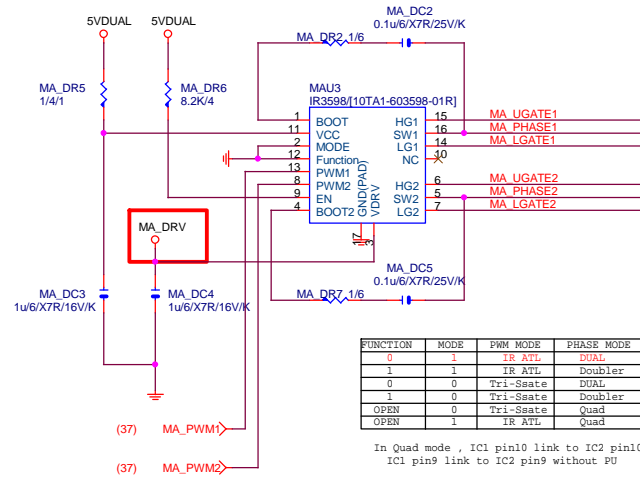 5VDUAL
5VDUAL
MA_DC2
0.1u/6/X7R/25V/K
MA_DR2 1/6
MA_DR5
1/4/1
MA_DR6
8.2K/4
MAU3
IR3598/[10TA1-603598-01R]
1 BOOT HG1 15 MA_UGATE1
11 VCC SW1 16 MA_PHASE1
2 MODE LG1 14 MA_LGATE1
12 Function NC 10
13 PWM1
8 PWM2 HG2 6 MA_UGATE2
9 EN SW2 5 MA_PHASE2
4 BOOT2 LG2 7 MA_LGATE2
GND(PAD)
VDRV
17
3
MA_DRV
MA_DC3
1u/6/X7R/16V/K
MA_DC4
1u/6/X7R/16V/K
MA_DR7 1/6
MA_DC5
0.1u/6/X7R/25V/K
FUNCTION MODE PWM MODE PHASE MODE
0 1 IR ATL DUAL
1 1 IR ATL Doubler
0 0 Tri-Ssate DUAL
1 0 Tri-Ssate Doubler
OPEN 0 Tri-Ssate Quad
OPEN 1 IR ATL Quad
In Quad mode , IC1 pin10 link to IC2 pin10
IC1 pin9 link to IC2 pin9 without PU
(37) MA_PWM1
(37) MA_PWM2